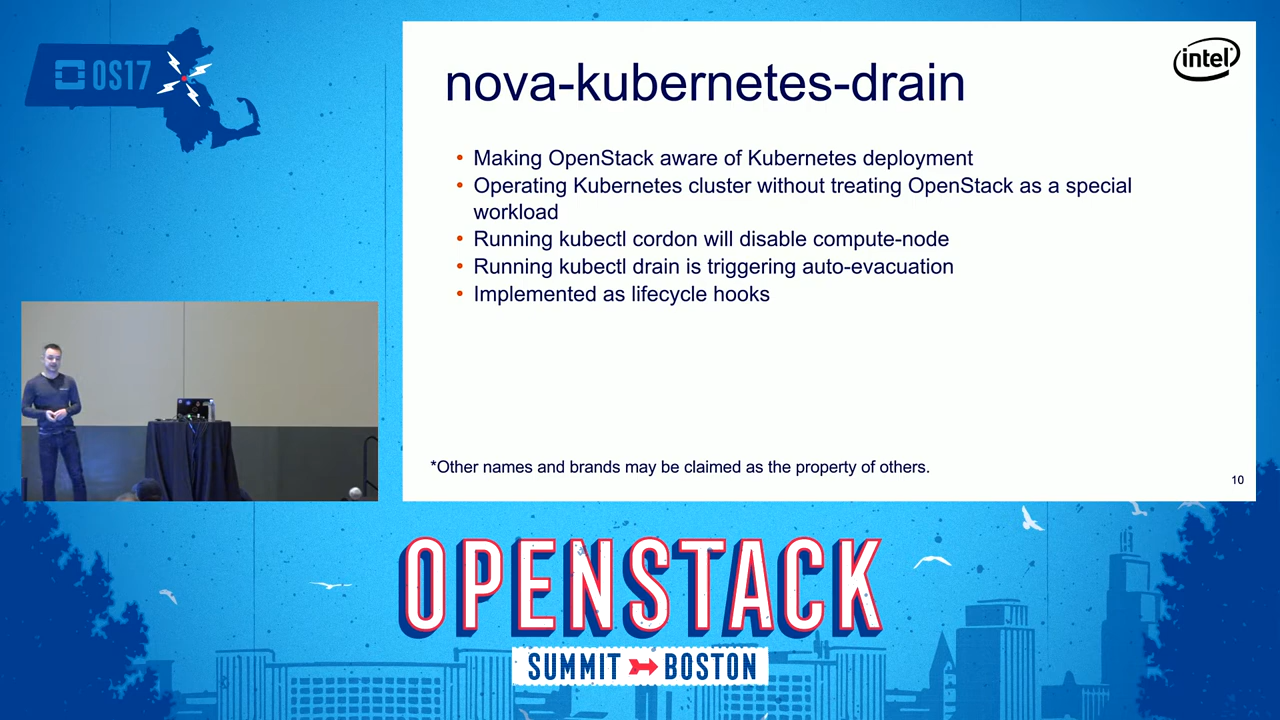 OS17
intel
nova-kubernetes-drain
• Making OpenStack aware of Kubernetes deployment
• Operating Kubernetes cluster without treating OpenStack as a special
workload
• Running kubectl cordon will disable compute-node
• Running kubectl drain is triggering auto-evacuation
• Implemented as lifecycle hooks
*Other names and brands may be claimed as the property of others.
10
OPENSTACK
SUMMIT BOSTON